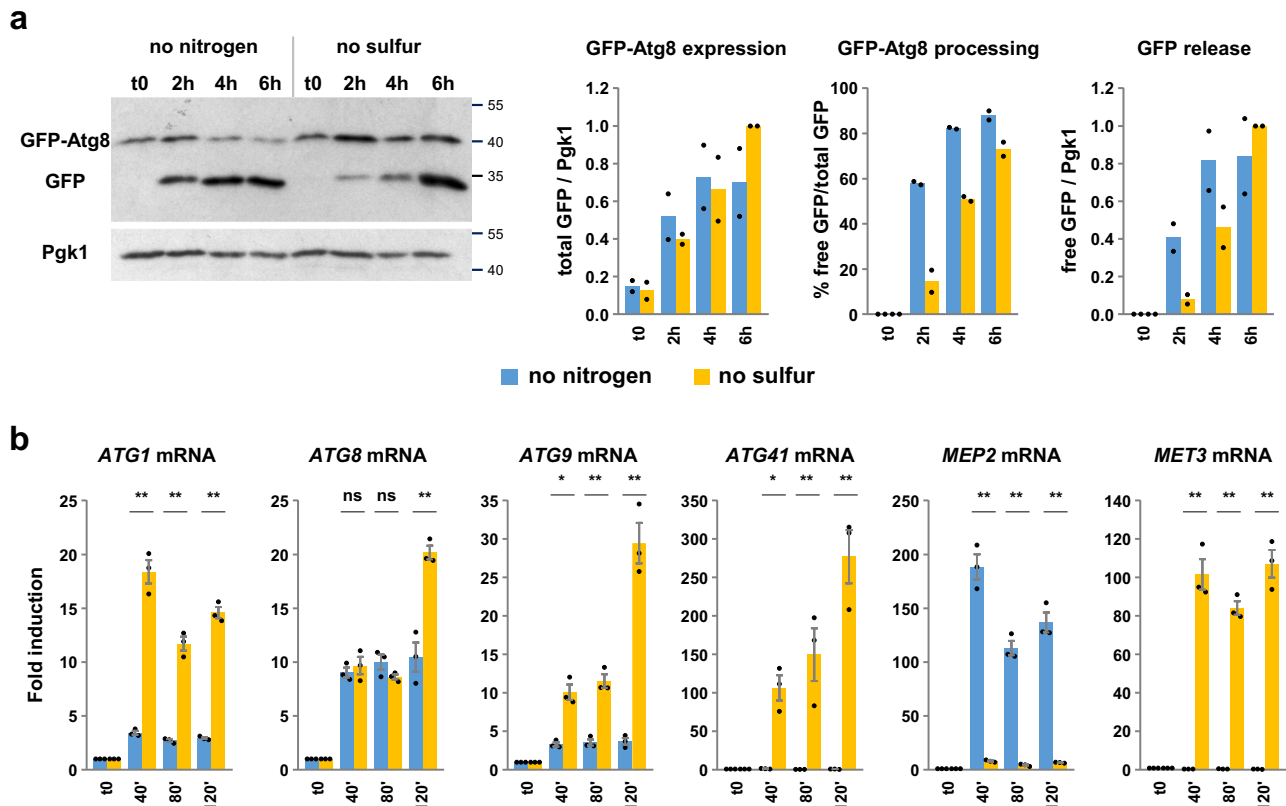 a
no nitrogen no sulfur
t0 2h 4h 6h t0 2h 4h 6h
GFP-Atg8
GFP
Pgk1
55
40
35
55
40
GFP-Atg8 expression
total GFP / Pgk1
1.2
1.0
0.8
0.6
0.4
0.2
0.0
t0 2h 4h 6h
GFP-Atg8 processing
% free GFP/total GFP
100
80
60
40
20
0
t0 2h 4h 6h
GFP release
free GFP / Pgk1
1.2
1.0
0.8
0.6
0.4
0.2
0.0
t0 2h 4h 6h
no nitrogen no sulfur
b
Fold induction
ATG1 mRNA
** ** **
25
20
15
10
5
0
t0 40' 80' 120'
ATG8 mRNA
ns ns **
25
20
15
10
5
0
t0 40' 80' 120'
ATG9 mRNA
* ** **
35
30
25
20
15
10
5
0
t0 40' 80' 120'
ATG41 mRNA
* ** **
350
300
250
200
150
100
50
0
t0 40' 80' 120'
MEP2 mRNA
** ** **
250
200
150
100
50
0
t0 40' 80' 120'
MET3 mRNA
** ** **
140
120
100
80
60
40
20
0
t0 40' 80' 120'